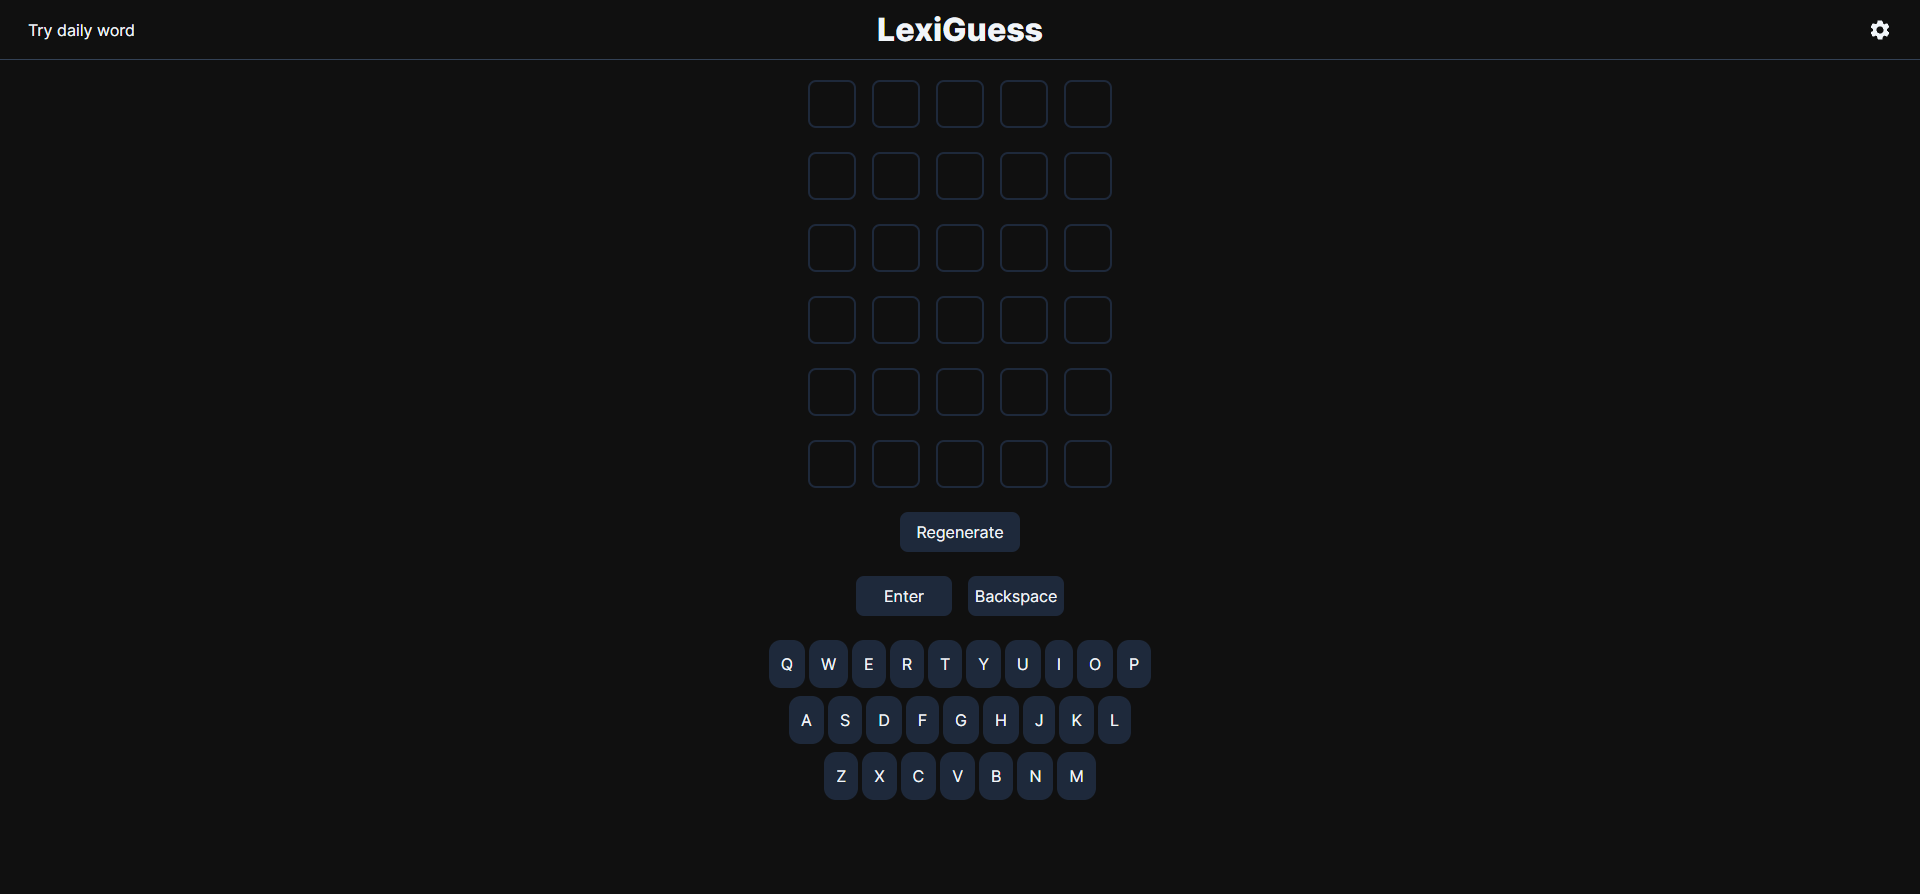 Try daily word
LexiGuess
Regenerate
Enter Backspace
Q W E R T Y U I O P
A S D F G H J K L
Z X C V B N M